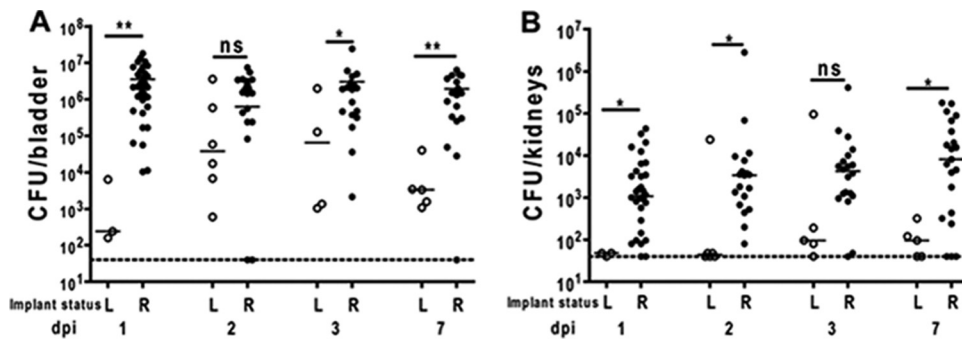 A
CFU/bladder
10⁸
10⁷
10⁶
10⁵
10⁴
10³
10²
10¹
** ns * **
Implant status L R L R L R L R
dpi 1 2 3 7
B
CFU/kidneys
10⁷
10⁶
10⁵
10⁴
10³
10²
10¹
* * ns *
Implant status L R L R L R L R
dpi 1 2 3 7